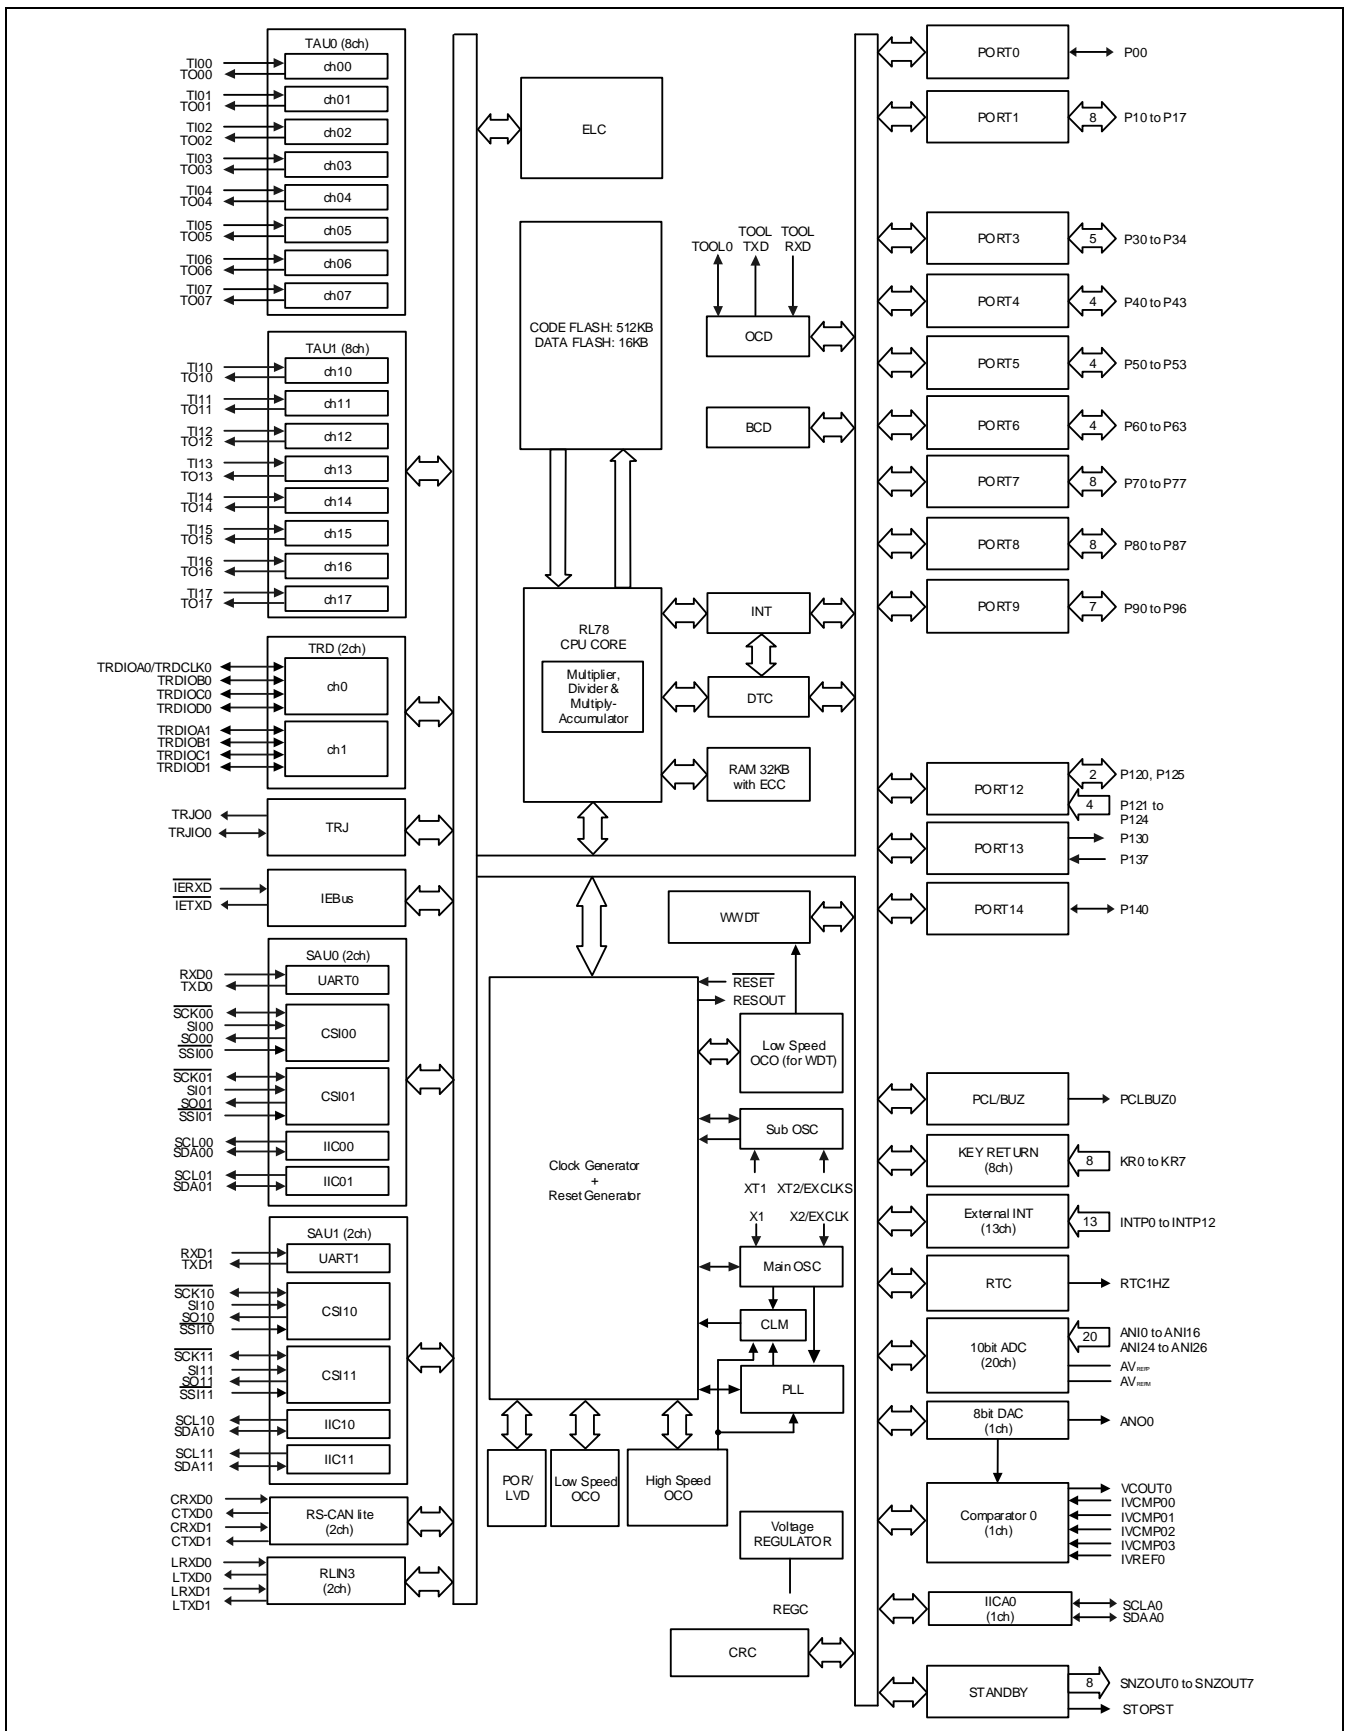 TAU0 (8ch)
TI00
TO00
ch00
TI01
TO01
ch01
TI02
TO02
ch02
TI03
TO03
ch03
TI04
TO04
ch04
TI05
TO05
ch05
TI06
TO06
ch06
TI07
TO07
ch07
TAU1 (8ch)
TI10
TO10
ch10
TI11
TO11
ch11
TI12
TO12
ch12
TI13
TO13
ch13
TI14
TO14
ch14
TI15
TO15
ch15
TI16
TO16
ch16
TI17
TO17
ch17
TRD (2ch)
TRDIOA0/TRDCLK0
TRDIOB0
TRDIOC0
TRDIOD0
ch0
TRDIOA1
TRDIOB1
TRDIOC1
TRDIOD1
ch1
TRJO0
TRJIO0
TRJ
IERXD
IETXD
IEBus
SAU0 (2ch)
RXD0
TXD0
UART0
SCK00
SI00
SO00
SSI00
CSI00
SCK01
SI01
SO01
SSI01
CSI01
SCL00
SDA00
IIC00
SCL01
SDA01
IIC01
SAU1 (2ch)
RXD1
TXD1
UART1
SCK10
SI10
SO10
SSI10
CSI10
SCK11
SI11
SO11
SSI11
CSI11
SCL10
SDA10
IIC10
SCL11
SDA11
IIC11
CRXD0
CTXD0
CRXD1
CTXD1
RS-CAN lite
(2ch)
LRXD0
LTXD0
LRXD1
LTXD1
RLIN3
(2ch)
ELC
CODE FLASH: 512KB
DATA FLASH: 16KB
TOOL0
TOOL
TXD
TOOL
RXD
OCD
BCD
RL78
CPU CORE
Multiplier,
Divider &
Multiply-
Accumulator
INT
DTC
RAM 32KB
with ECC
WWDT
RESET
RESOUT
Low Speed
OCO (for WDT)
Clock Generator
+
Reset Generator
Sub OSC
XT1
XT2/EXCLKS
X1
X2/EXCLK
Main OSC
CLM
PLL
POR/
LVD
Low Speed
OCO
High Speed
OCO
Voltage
REGULATOR
REGC
CRC
PORT0
P00
PORT1
8
P10 to P17
PORT3
5
P30 to P34
PORT4
4
P40 to P43
PORT5
4
P50 to P53
PORT6
4
P60 to P63
PORT7
8
P70 to P77
PORT8
8
P80 to P87
PORT9
7
P90 to P96
PORT12
2
P120, P125
4
P121 to
P124
PORT13
P130
P137
PORT14
P140
PCL/BUZ
PCLBUZ0
KEY RETURN
(8ch)
8
KR0 to KR7
External INT
(13ch)
13
INTP0 to INTP12
RTC
RTC1HZ
10bit ADC
(20ch)
20
ANI0 to ANI16
ANI24 to ANI26
AVREFP
AVREFM
8bit DAC
(1ch)
ANO0
Comparator 0
(1ch)
VCOUT0
IVCMP00
IVCMP01
IVCMP02
IVCMP03
IVREF0
IICA0
(1ch)
SCLA0
SDAA0
STANDBY
8
SNZOUT0 to SNZOUT7
STOPST